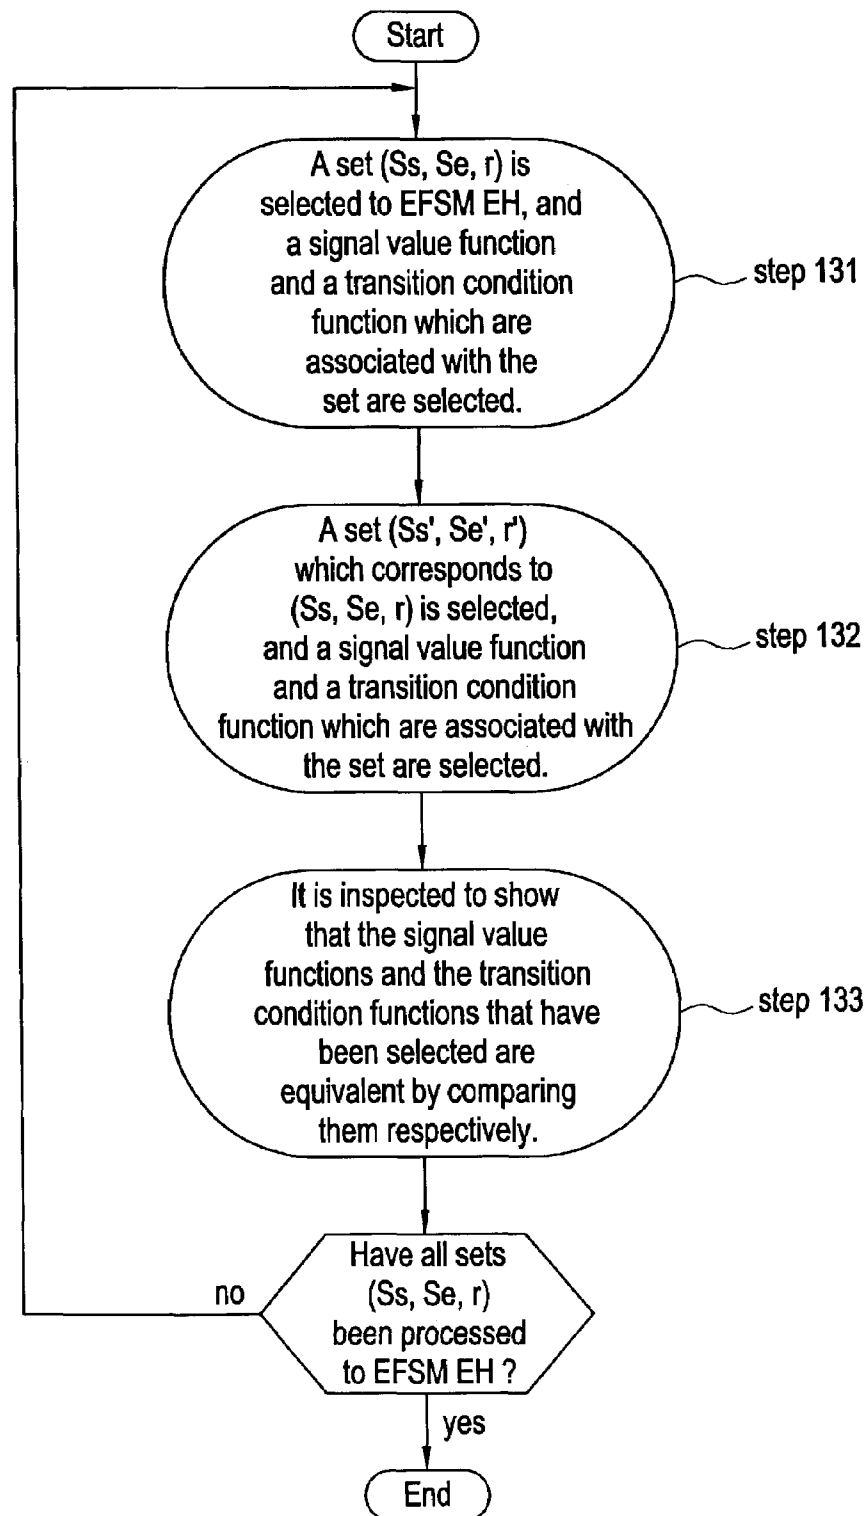 Start
A set (Ss, Se, r) is
selected to EFSM EH, and
a signal value function
and a transition condition
function which are
associated with the
set are selected.
step 131
A set (Ss', Se', r')
which corresponds to
(Ss, Se, r) is selected,
and a signal value function
and a transition condition
function which are associated with
the set are selected.
step 132
It is inspected to show
that the signal value
functions and the transition
condition functions that have
been selected are
equivalent by comparing
them respectively.
step 133
Have all sets
(Ss, Se, r)
been processed
to EFSM EH ?
no
yes
End